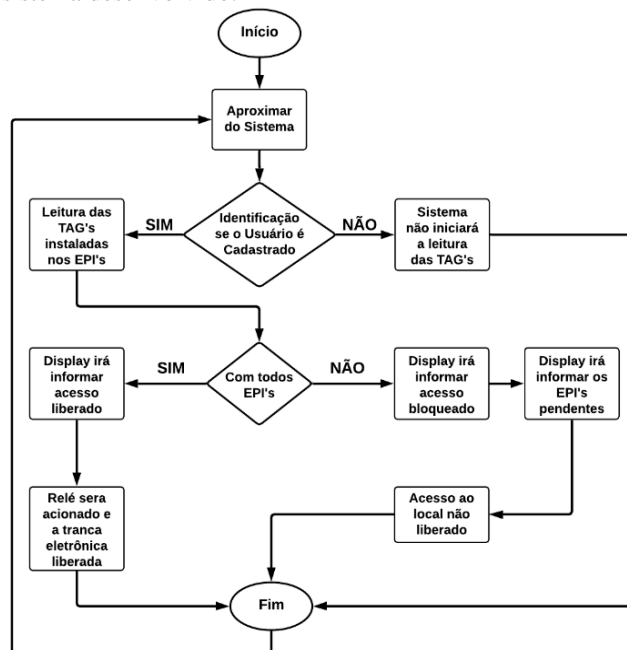 Início
Aproximar
do Sistema
Identificação
se o Usuário é
Cadastrado
SIM
NÃO
Leitura das
TAG's
instaladas
nos EPI's
Sistema
não iniciará
a leitura
das TAG's
Com todos
EPI's
SIM
NÃO
Display irá
informar
acesso
liberado
Display irá
informar
acesso
bloqueado
Display irá
informar os
EPI's
pendentes
Relé sera
acionado e
a tranca
eletrônica
liberada
Acesso ao
local não
liberado
Fim